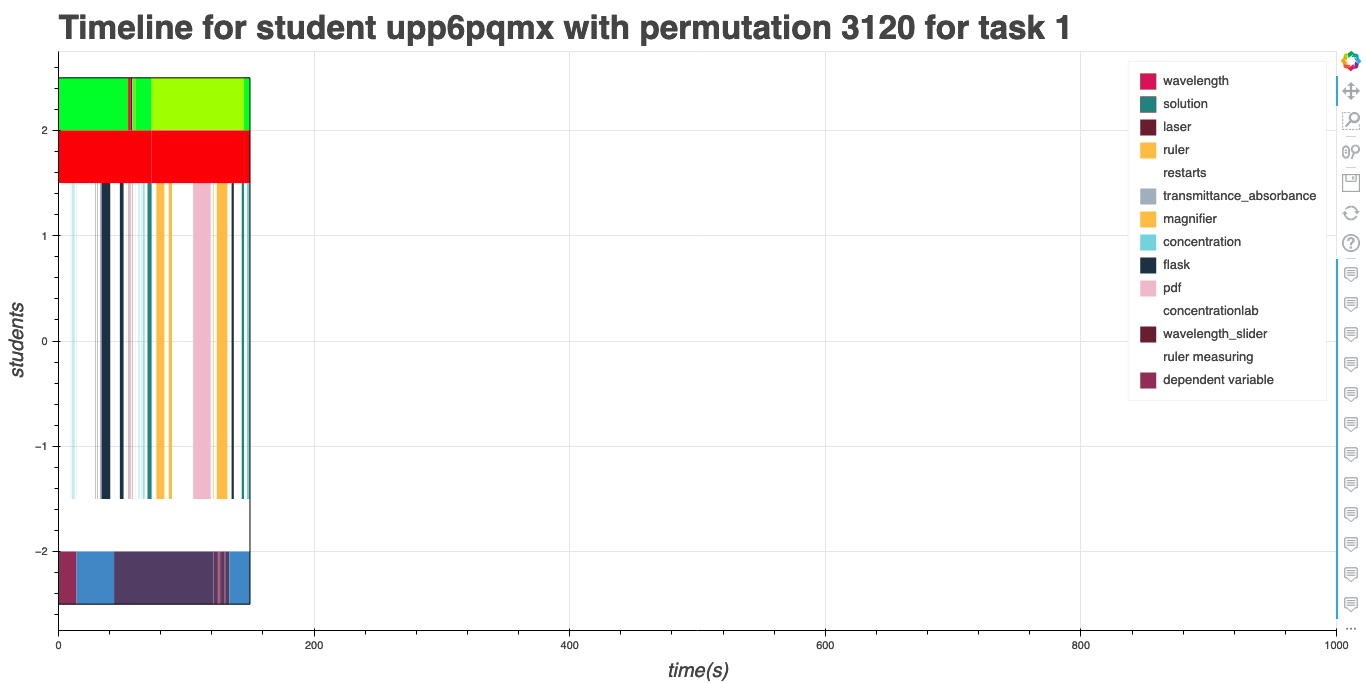 Timeline for student upp6pqmx with permutation 3120 for task 1
wavelength
solution
laser
ruler
restarts
transmittance_absorbance
magnifier
concentration
flask
pdf
concentrationlab
wavelength_slider
ruler measuring
dependent variable
students
2
1
0
−1
−2
0 200 400 600 800 1000
time(s)